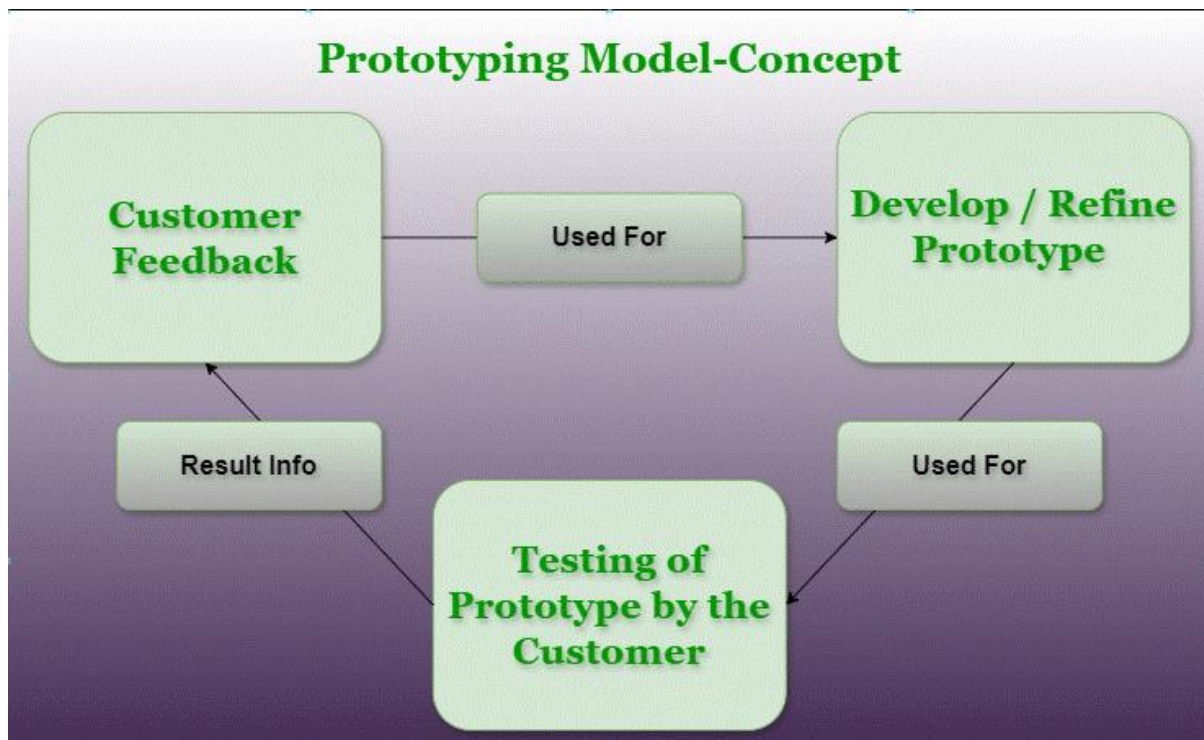 Prototyping Model-Concept
Customer
Feedback
Used For
Develop / Refine
Prototype
Result Info
Used For
Testing of
Prototype by the
Customer